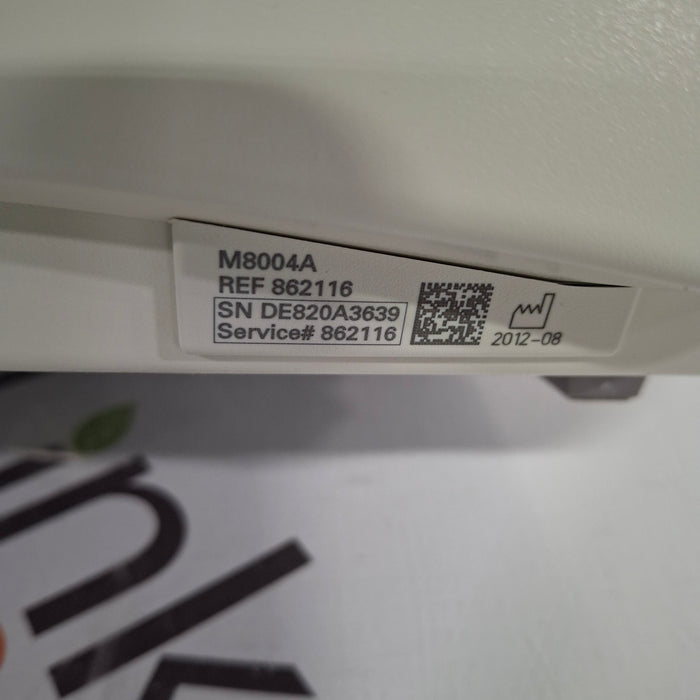 M8004A
REF 862116
SN DE820A3639
Service# 862116
2012-08